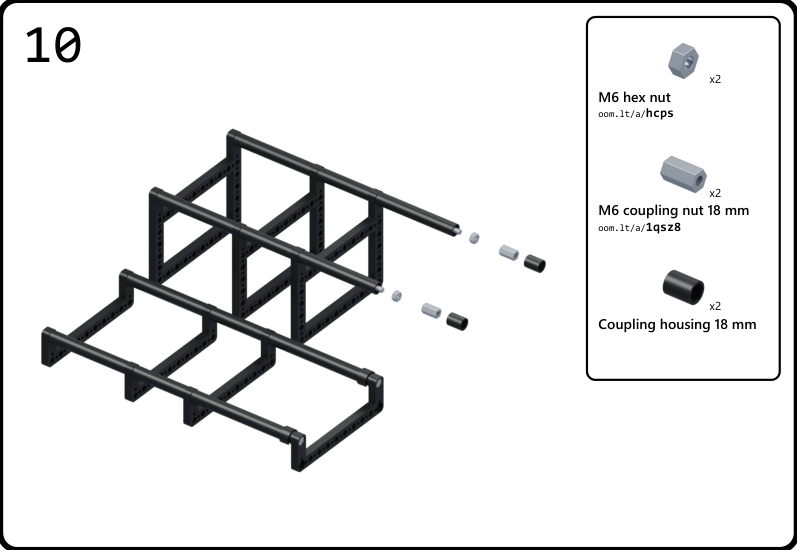 10
x2
M6 hex nut
oom.lt/a/hcps
x2
M6 coupling nut 18 mm
oom.lt/a/1qsz8
x2
Coupling housing 18 mm